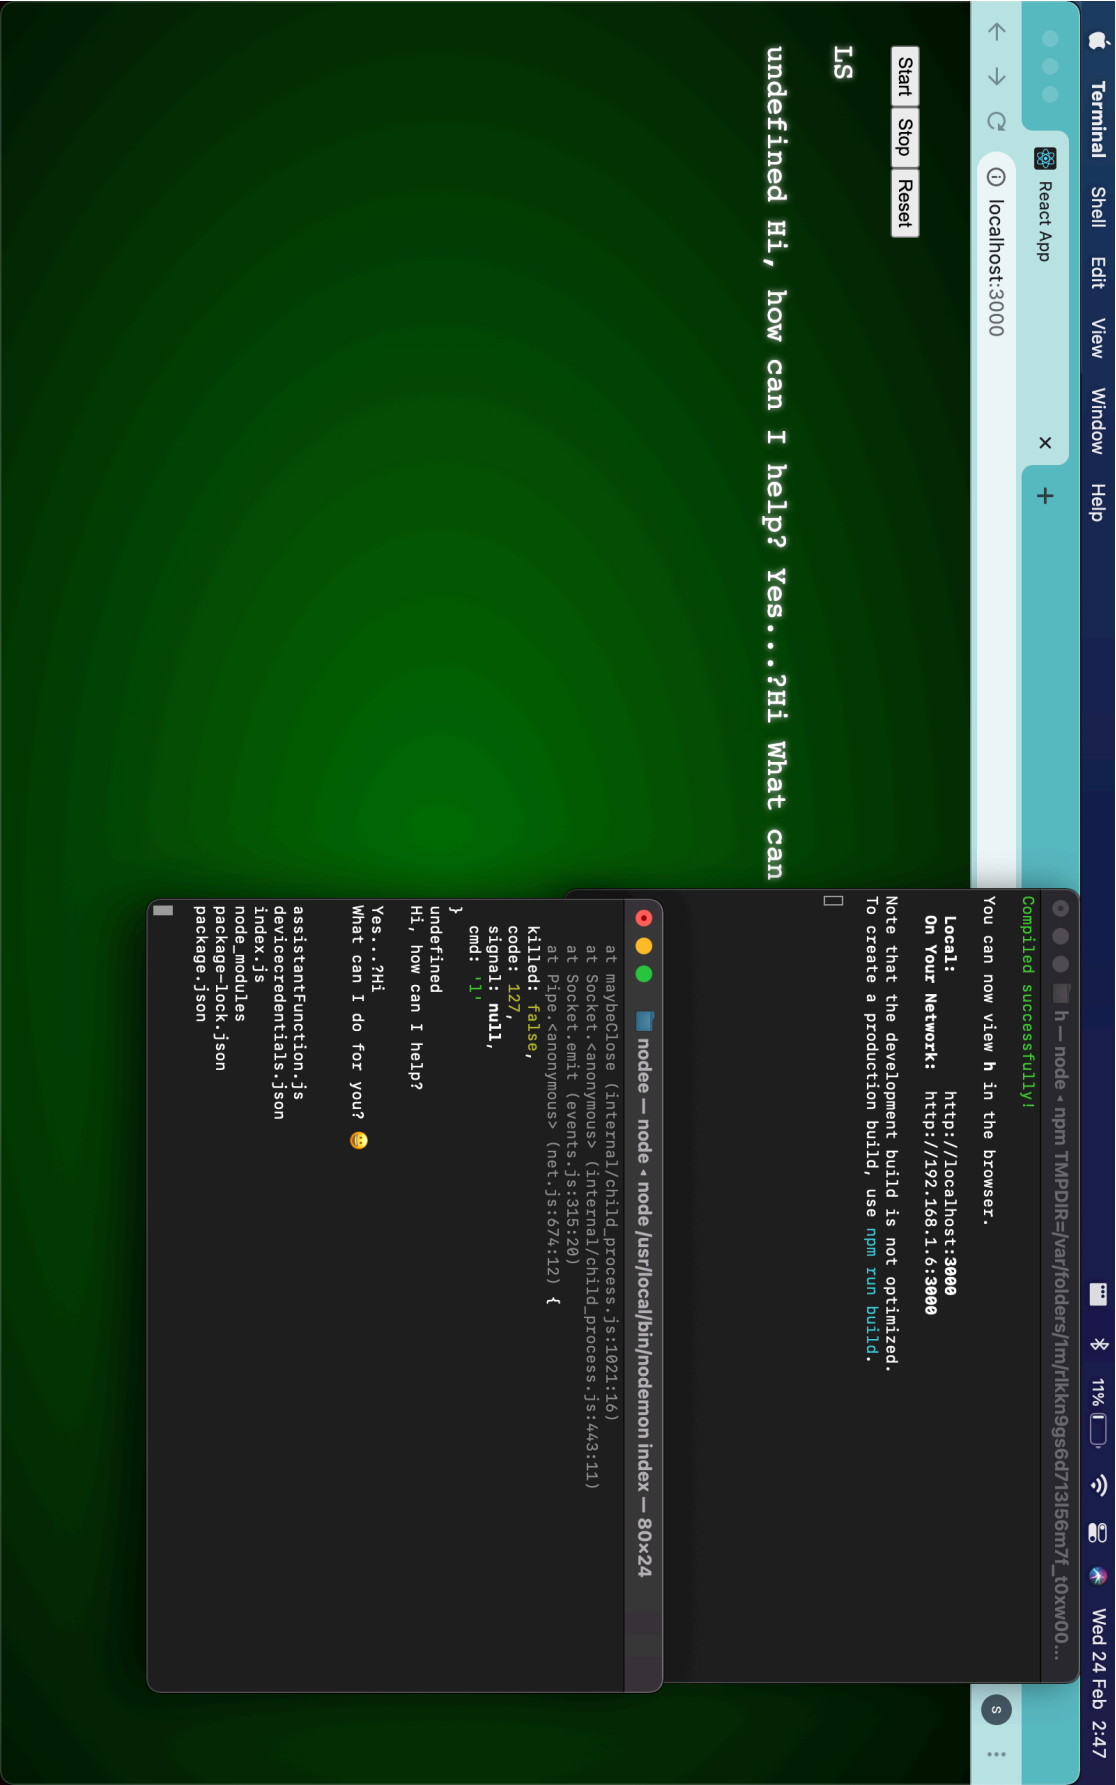 Terminal Shell Edit View Window Help 11% Wed 24 Feb 2:47
React App
localhost:3000
S
Start Stop Reset
LS
undefined Hi, how can I help? Yes...?Hi What can
h — node ◂ npm TMPDIR=/var/folders/1m/rlkkn9gs6d713l56m7f_t0xw00...
Compiled successfully!
You can now view h in the browser.
Local: http://localhost:3000
On Your Network: http://192.168.1.6:3000
Note that the development build is not optimized.
To create a production build, use npm run build.
nodee — node ◂ node /usr/local/bin/nodemon index — 80×24
at maybeClose (internal/child_process.js:1021:16)
at Socket.<anonymous> (internal/child_process.js:443:11)
at Socket.emit (events.js:315:20)
at Pipe.<anonymous> (net.js:674:12) {
killed: false,
code: 127,
signal: null,
cmd: 'l'
}
undefined
Hi, how can I help?
Yes...?Hi
What can I do for you? 😀
assistantFunction.js
devicecredentials.json
index.js
node_modules
package-lock.json
package.json